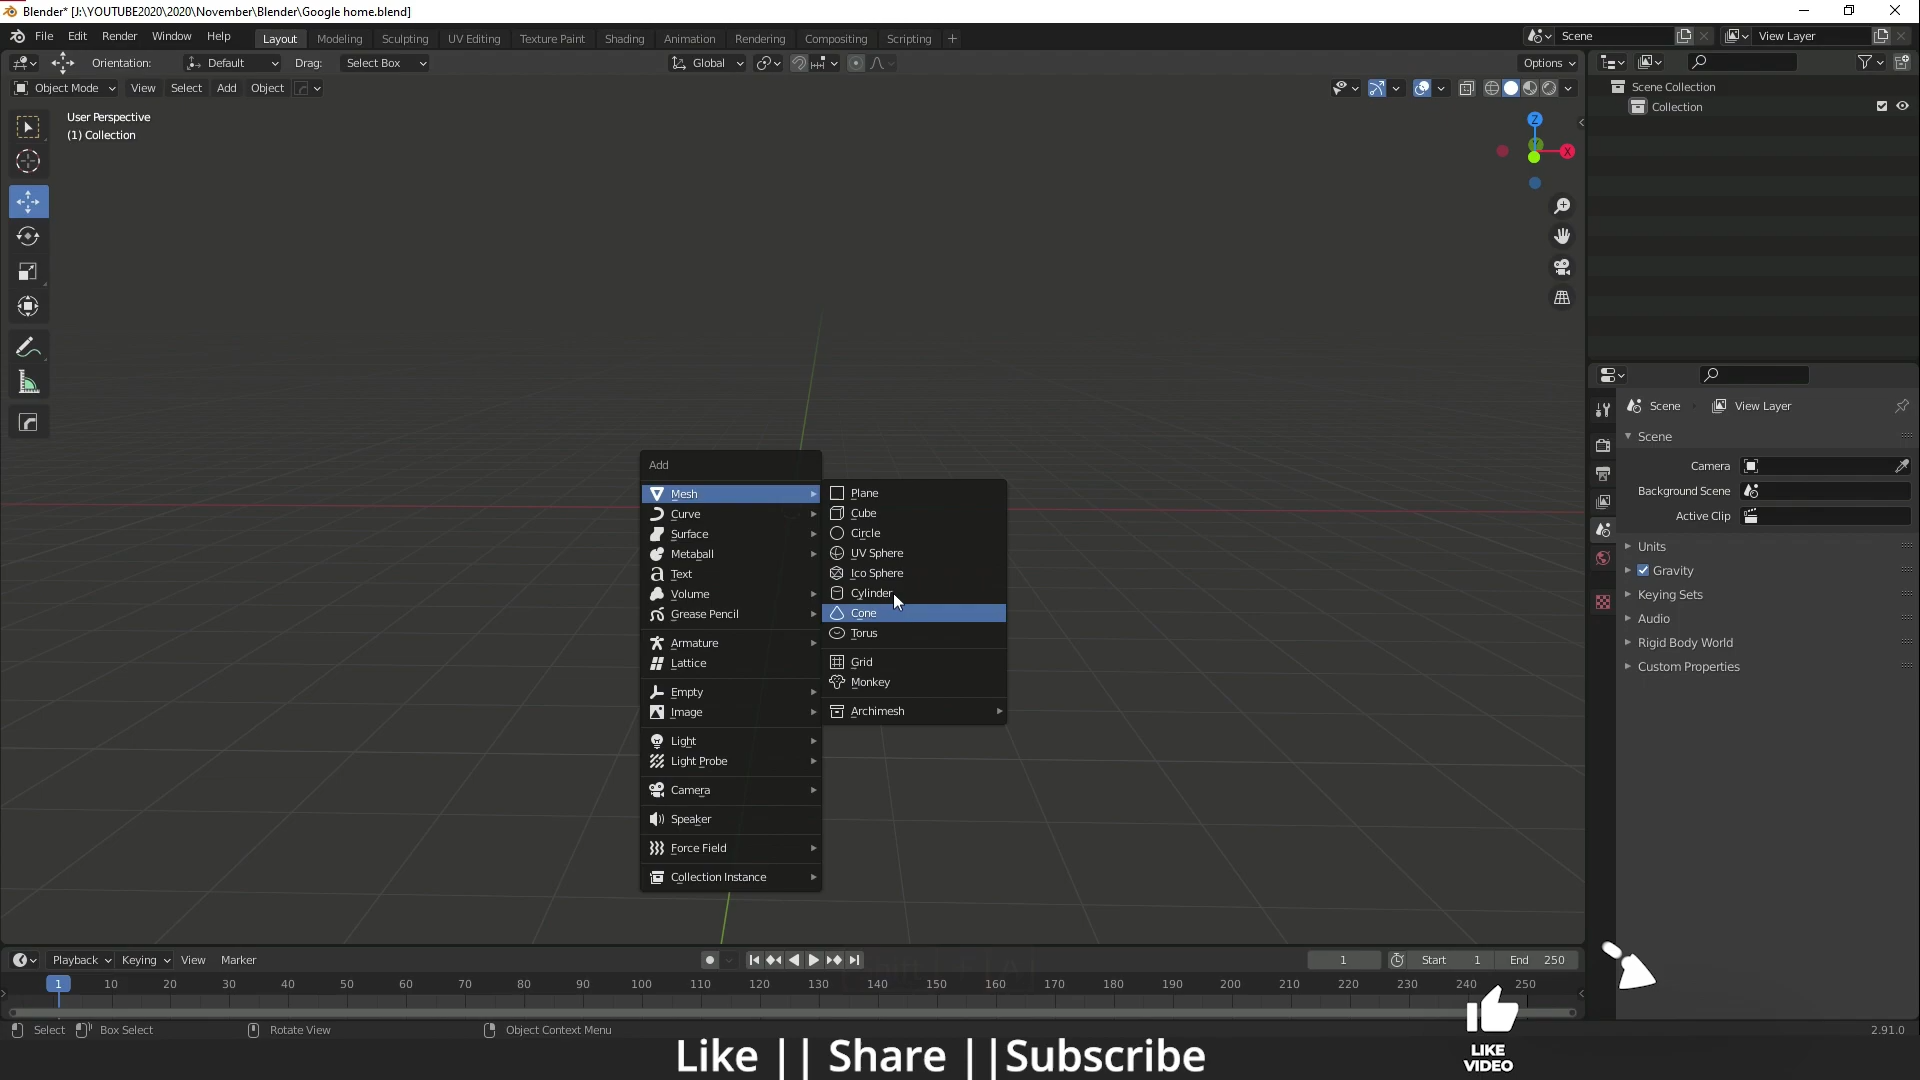 Blender* [J:\YOUTUBE2020\2020\November\Blender\Google home.blend]
File Edit Render Window Help Layout Modeling Sculpting UV Editing Texture Paint Shading Animation Rendering Compositing Scripting Scene View Layer
Orientation: Default Drag: Select Box Global Options
Object Mode View Select Add Object
User Perspective
(1) Collection
Z
X
Scene Collection
Collection
Scene View Layer
Scene
Camera
Background Scene
Active Clip
Units
Gravity
Keying Sets
Audio
Rigid Body World
Custom Properties
Add
Mesh
Curve
Surface
Metaball
Text
Volume
Grease Pencil
Armature
Lattice
Empty
Image
Light
Light Probe
Camera
Speaker
Force Field
Collection Instance
Plane
Cube
Circle
UV Sphere
Ico Sphere
Cylinder
Cone
Torus
Grid
Monkey
Archimesh
Playback Keying View Marker 1 Start 1 End 250
1 10 20 30 40 50 60 70 80 90 100 110 120 130 140 150 160 170 180 190 200 210 220 230 240 250
Select Box Select Rotate View Object Context Menu 2.91.0
Like || Share ||Subscribe
LIKE
VIDEO